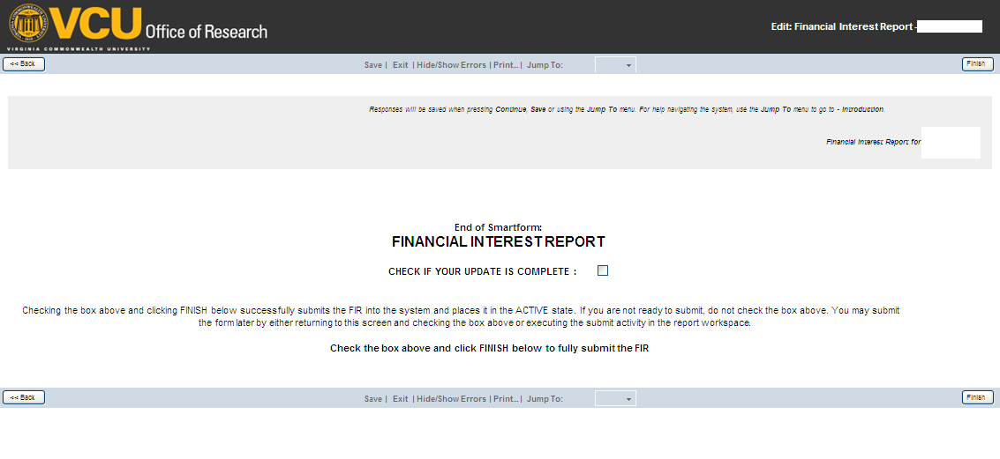 VCU Office of Research
VIRGINIA COMMONWEALTH UNIVERSITY
Edit: Financial Interest Report -
<< Back
Save | Exit | Hide/Show Errors | Print... | Jump To:
Finish
Responses will be saved when pressing Continue, Save or using the Jump To menu. For help navigating the system, use the Jump To menu to go to - Introduction.
Financial Interest Report for
End of Smartform:
FINANCIAL INTEREST REPORT
CHECK IF YOUR UPDATE IS COMPLETE :
Checking the box above and clicking FINISH below successfully submits the FIR into the system and places it in the ACTIVE state. If you are not ready to submit, do not check the box above. You may submit
the form later by either returning to this screen and checking the box above or executing the submit activity in the report workspace.
Check the box above and click FINISH below to fully submit the FIR
<< Back
Save | Exit | Hide/Show Errors | Print... | Jump To:
Finish